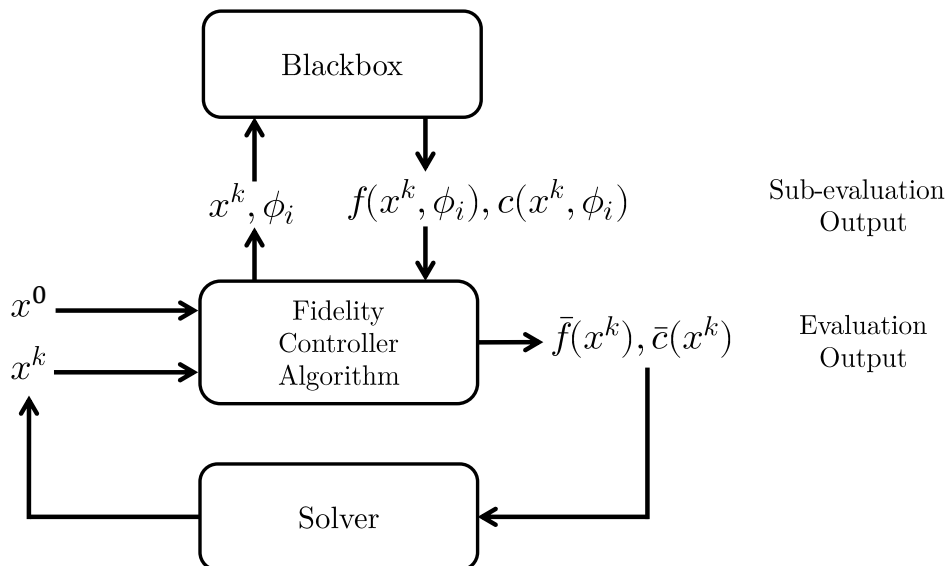 Blackbox
x^k, ϕ_i
f(x^k, ϕ_i), c(x^k, ϕ_i)
Sub-evaluation
Output
x^0
x^k
Fidelity
Controller
Algorithm
f̄(x^k), c̄(x^k)
Evaluation
Output
Solver